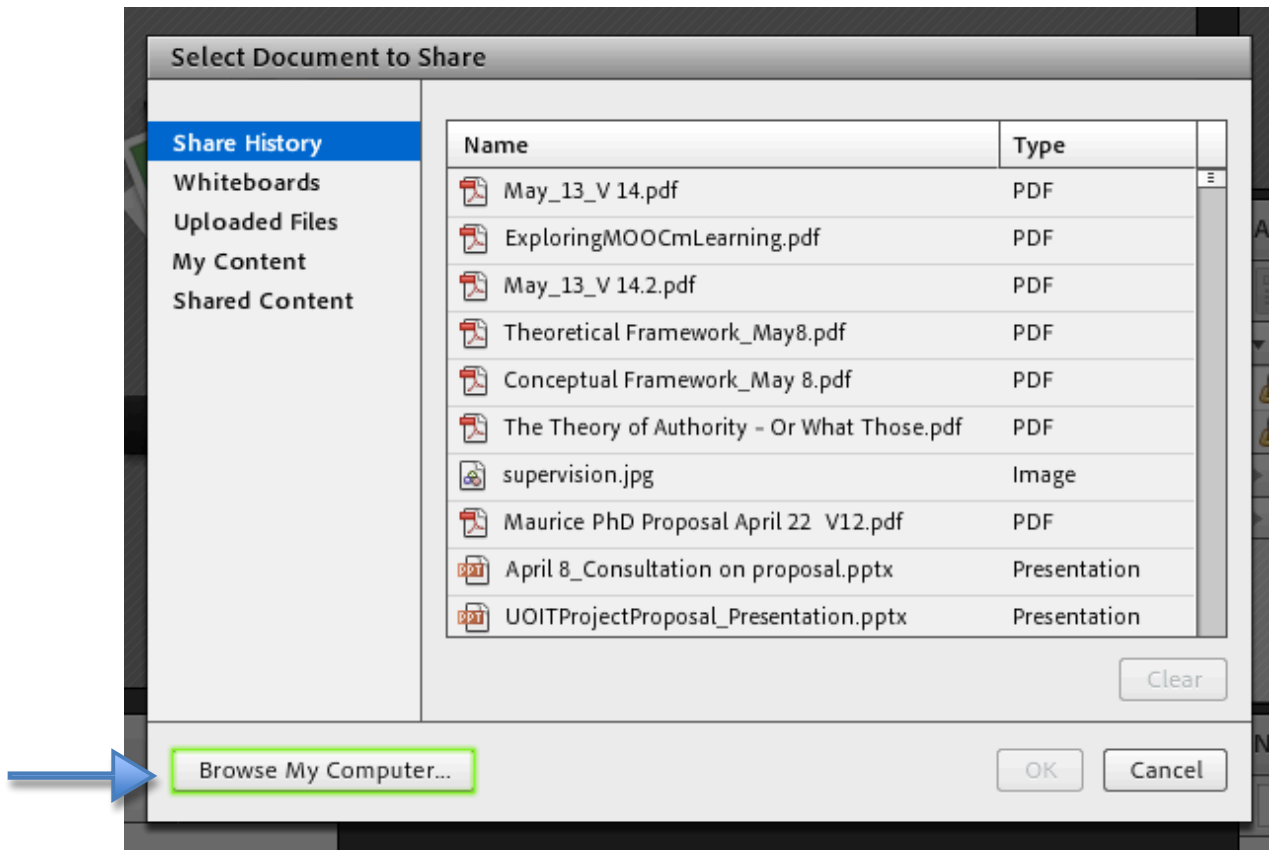 Select Document to Share
Share History
Whiteboards
Uploaded Files
My Content
Shared Content
Name Type
May_13_V 14.pdf PDF
ExploringMOOCmLearning.pdf PDF
May_13_V 14.2.pdf PDF
Theoretical Framework_May8.pdf PDF
Conceptual Framework_May 8.pdf PDF
The Theory of Authority - Or What Those.pdf PDF
supervision.jpg Image
Maurice PhD Proposal April 22  V12.pdf PDF
April 8_Consultation on proposal.pptx Presentation
UOITProjectProposal_Presentation.pptx Presentation
Clear
Browse My Computer... OK Cancel